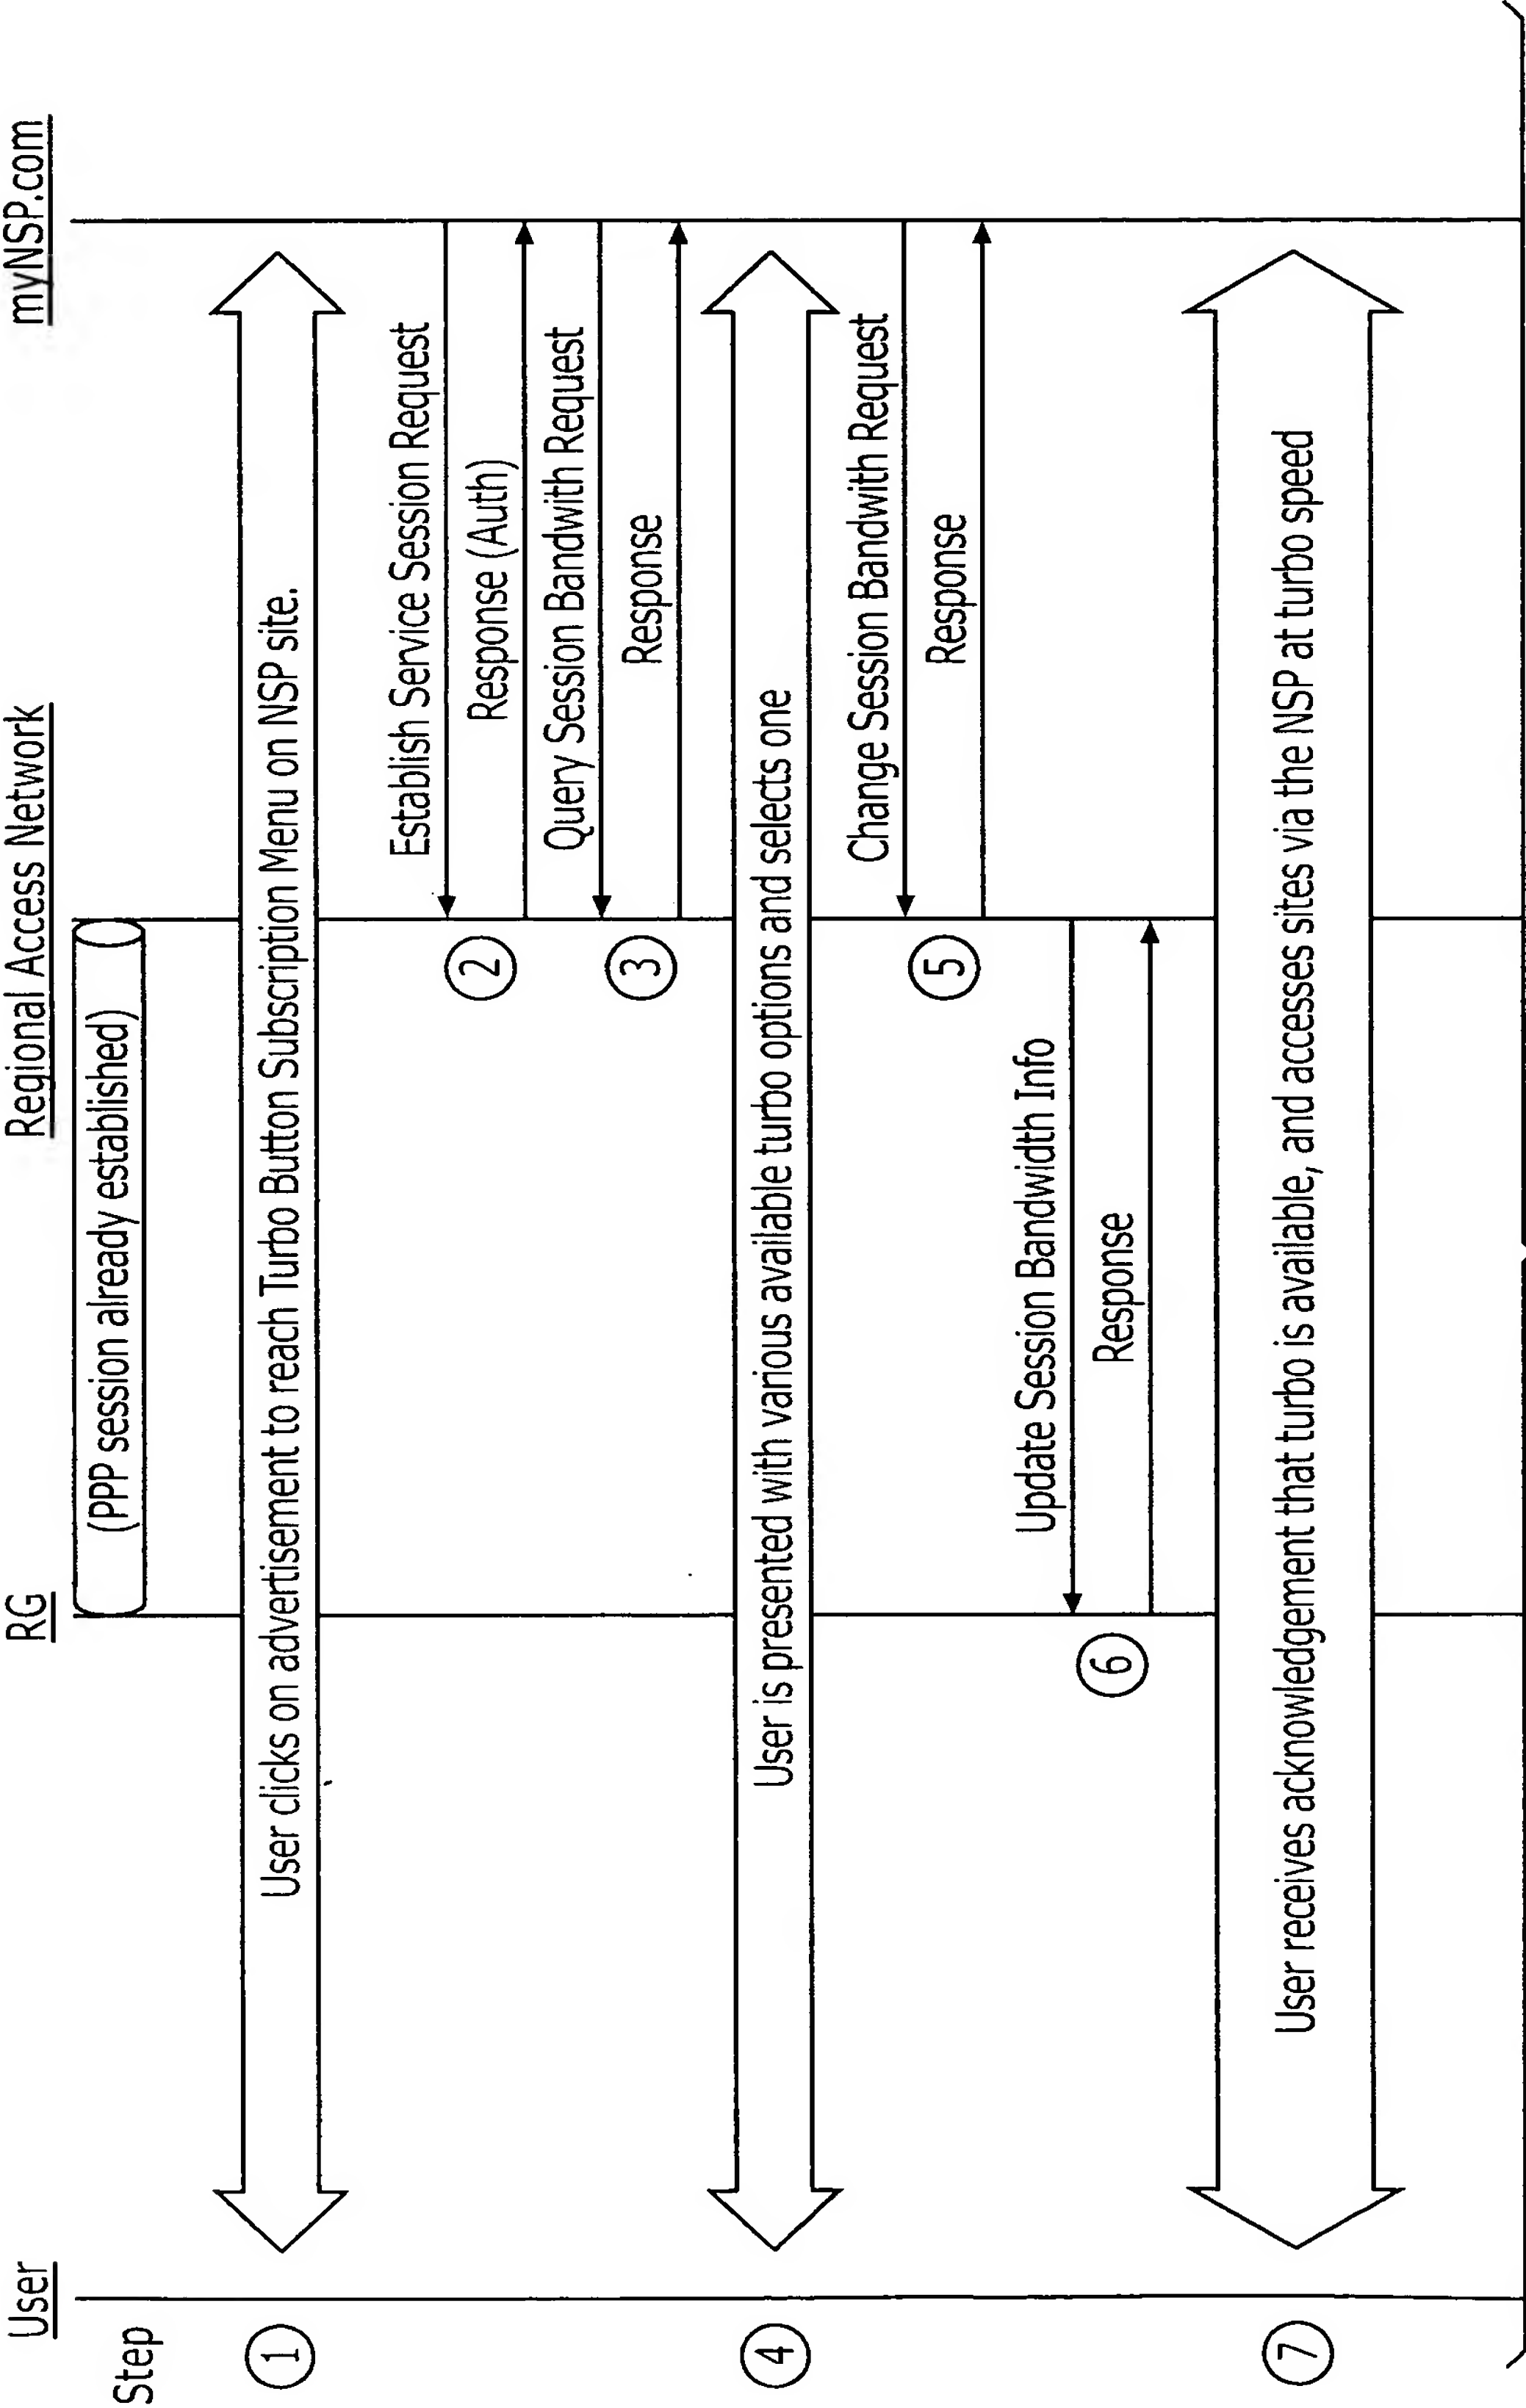 User
RG
Regional Access Network
myNSP.com
Step
(PPP session already established)
1
User clicks on advertisement to reach Turbo Button Subscription Menu on NSP site.
Establish Service Session Request
2
Response (Auth)
Query Session Bandwith Request
3
Response
4
User is presented with various available turbo options and selects one
Change Session Bandwith Request
5
Response
Update Session Bandwidth Info
6
Response
7
User receives acknowledgement that turbo is available, and accesses sites via the NSP at turbo speed